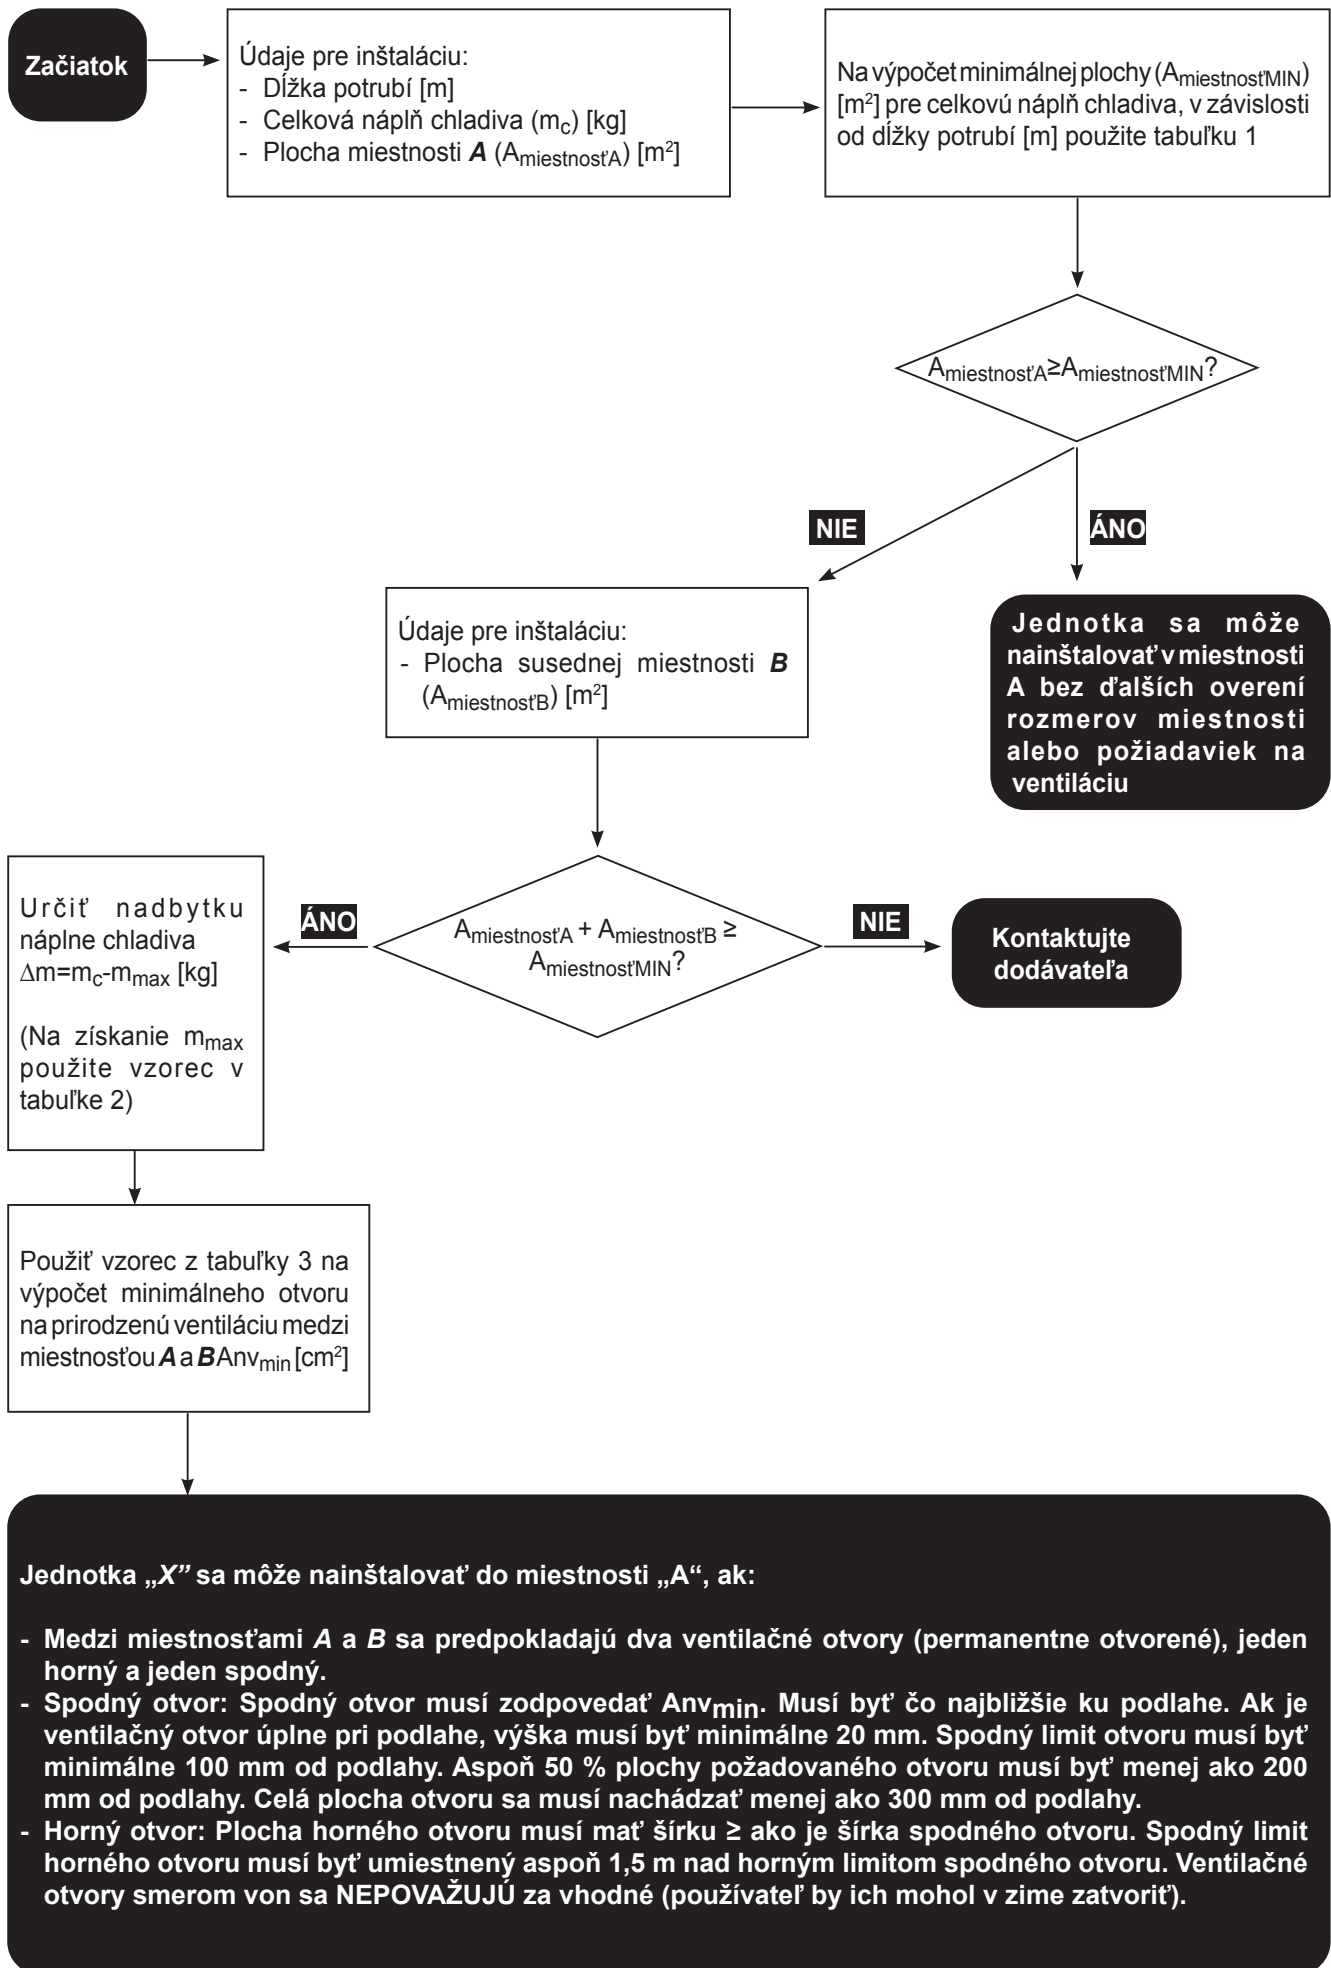 Začiatok
Údaje pre inštaláciu:
- Dĺžka potrubí [m]
- Celková náplň chladiva (mc) [kg]
- Plocha miestnosti A (AmiestnosťA) [m²]
Na výpočet minimálnej plochy (AmiestnosťMIN)
[m²] pre celkovú náplň chladiva, v závislosti
od dĺžky potrubí [m] použite tabuľku 1
AmiestnosťA≥AmiestnosťMIN?
NIE
ÁNO
Jednotka sa môže
nainštalovať v miestnosti
A bez ďalších overení
rozmerov miestnosti
alebo požiadaviek na
ventiláciu
Údaje pre inštaláciu:
- Plocha susednej miestnosti B
(AmiestnosťB) [m²]
AmiestnosťA + AmiestnosťB ≥
AmiestnosťMIN?
ÁNO
NIE
Kontaktujte
dodávateľa
Určiť nadbytku
náplne chladiva
∆m=mc-mmax [kg]
(Na získanie mmax
použite vzorec v
tabuľke 2)
Použiť vzorec z tabuľky 3 na
výpočet minimálneho otvoru
na prirodzenú ventiláciu medzi
miestnosťou A a B Anvmin [cm²]
Jednotka „X” sa môže nainštalovať do miestnosti „A“, ak:
- Medzi miestnosťami A a B sa predpokladajú dva ventilačné otvory (permanentne otvorené), jeden
horný a jeden spodný.
- Spodný otvor: Spodný otvor musí zodpovedať Anvmin. Musí byť čo najbližšie ku podlahe. Ak je
ventilačný otvor úplne pri podlahe, výška musí byť minimálne 20 mm. Spodný limit otvoru musí byť
minimálne 100 mm od podlahy. Aspoň 50 % plochy požadovaného otvoru musí byť menej ako 200
mm od podlahy. Celá plocha otvoru sa musí nachádzať menej ako 300 mm od podlahy.
- Horný otvor: Plocha horného otvoru musí mať šírku ≥ ako je šírka spodného otvoru. Spodný limit
horného otvoru musí byť umiestnený aspoň 1,5 m nad horným limitom spodného otvoru. Ventilačné
otvory smerom von sa NEPOVAŽUJÚ za vhodné (používateľ by ich mohol v zime zatvoriť).